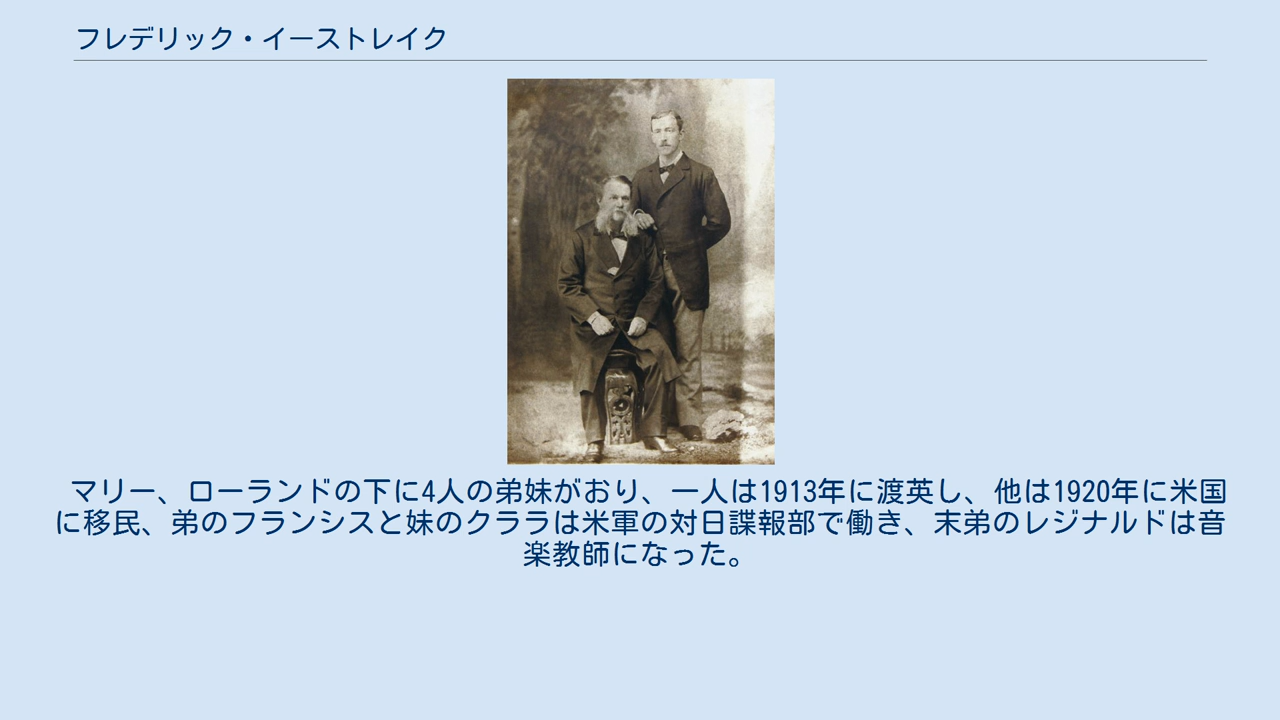 フレデリック・イーストレイク
マリー、ローランドの下に4人の弟妹がおり、一人は1913年に渡英し、他は1920年に米国
に移民、弟のフランシスと妹のクララは米軍の対日諜報部で働き、末弟のレジナルドは音
楽教師になった。